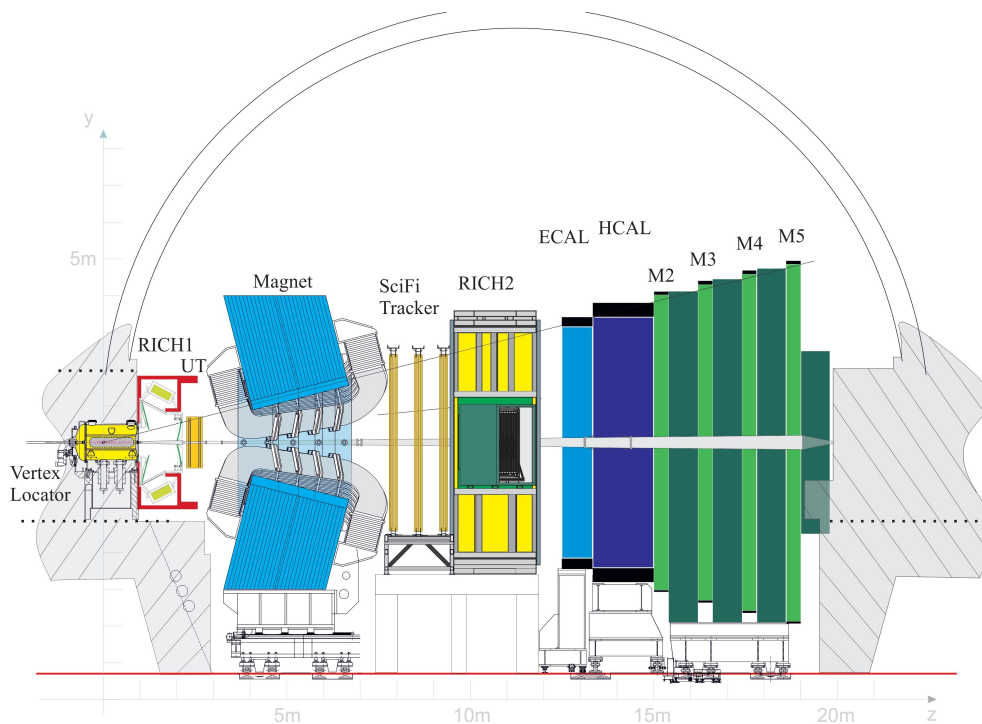 y
5m
ECAL
HCAL
M2
M3
M4
M5
Magnet
SciFi
Tracker
RICH2
RICH1
UT
Vertex
Locator
5m
10m
15m
20m
z